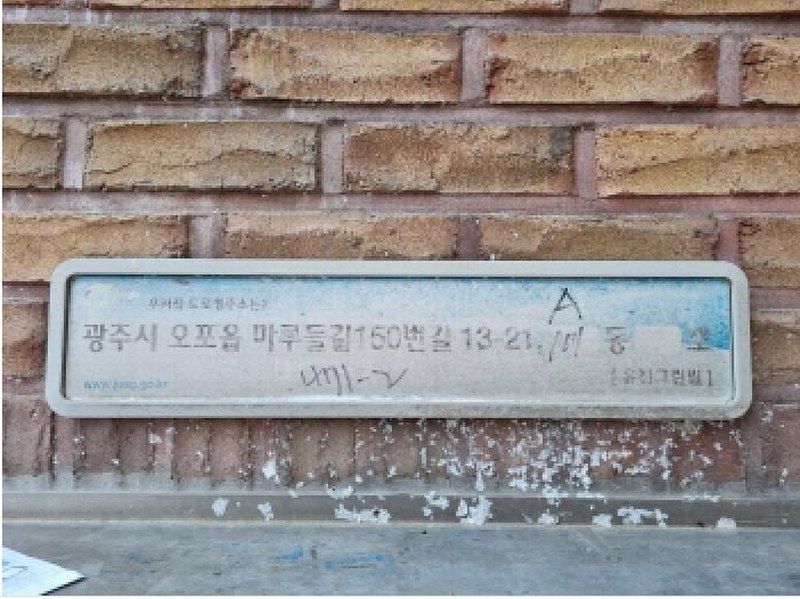 우리집 도로명주소는?
A
광주시 오포읍 마루들길150번길 13-21, 101 동 호
www.juso.go.kr [유진그린빌]